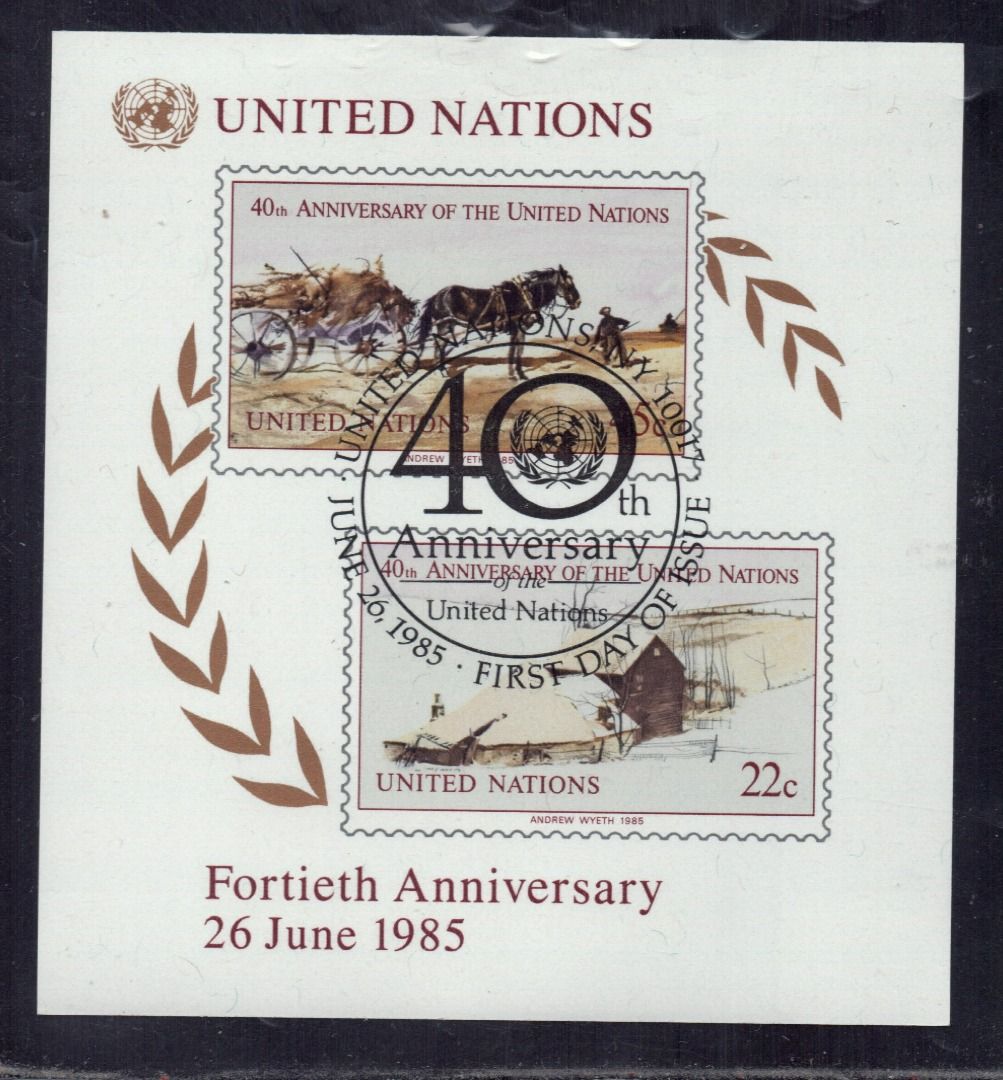 UNITED NATIONS
40th ANNIVERSARY OF THE UNITED NATIONS
UNITED NATIONS
45c
ANDREW WYETH 1985
· UNITED NATIONS, NY 10017 ·
40th
Anniversary
of the
United Nations
JUNE 26, 1985 · FIRST DAY OF ISSUE
40th ANNIVERSARY OF THE UNITED NATIONS
UNITED NATIONS
22c
ANDREW WYETH 1985
Fortieth Anniversary
26 June 1985